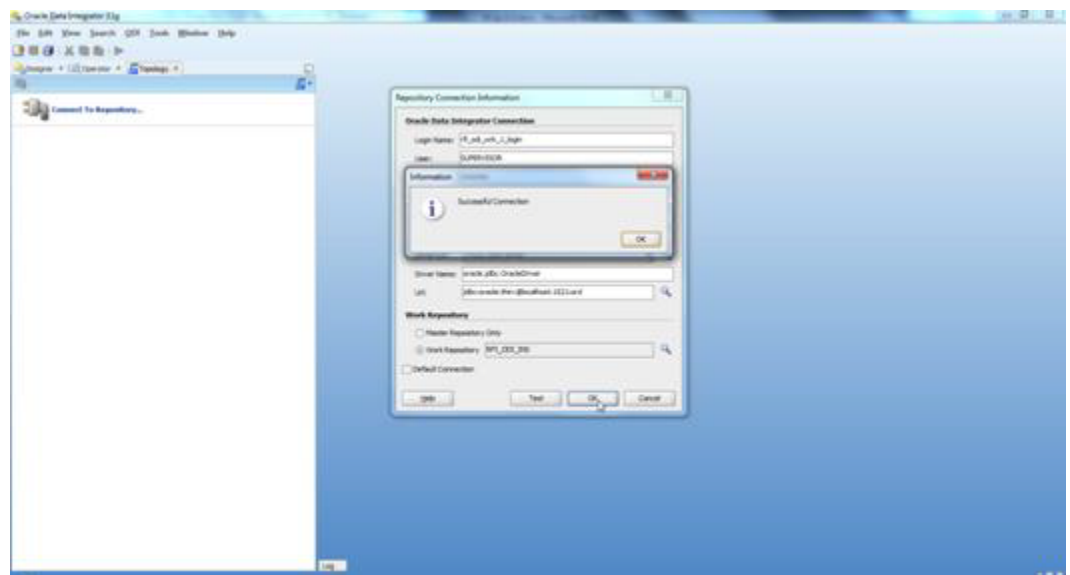 Oracle Data Integrator 11g
File Edit View Search ODI Tools Window Help
Designer Operator Topology
Connect To Repository...
Repository Connection Information
Oracle Data Integrator Connection
Login Name:
User: SUPERVISOR
Information
Successful Connection
OK
Driver Name: oracle.jdbc.OracleDriver
Url:
Work Repository
Master Repository Only
Work Repository
Default Connection
Help Test OK Cancel
Log